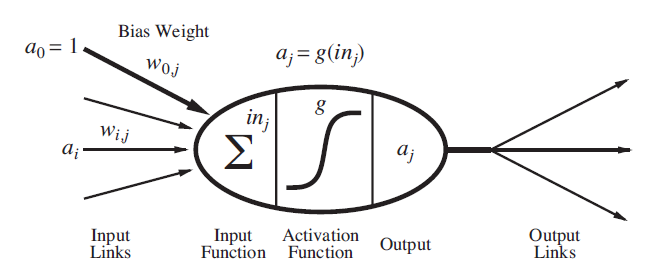 Bias Weight
a0 = 1
w0,j
aj = g(inj)
inj
g
wi,j
ai
Σ
aj
Input Links
Input Function
Activation Function
Output
Output Links